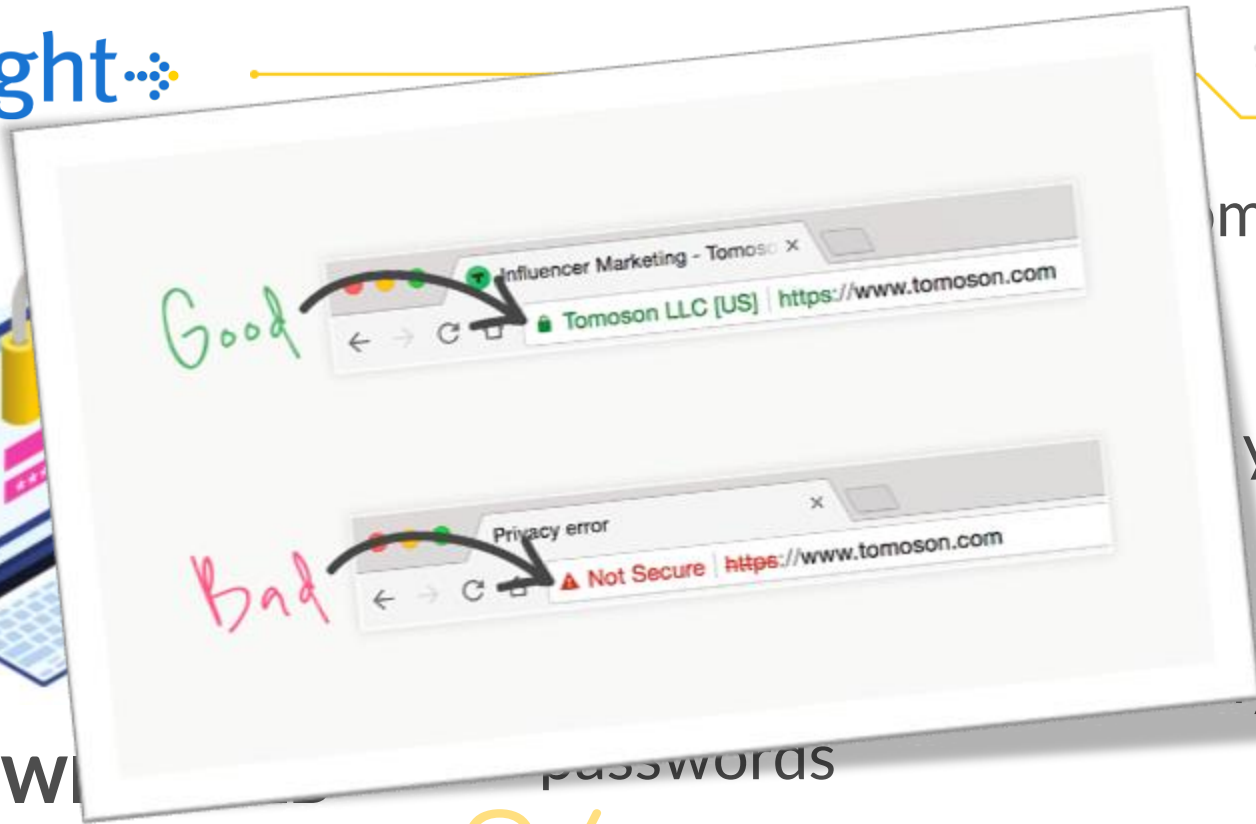 ght
Good
Influencer Marketing - Tomoso
Tomoson LLC [US] | https://www.tomoson.com
Bad
Privacy error
Not Secure | https://www.tomoson.com
passwords